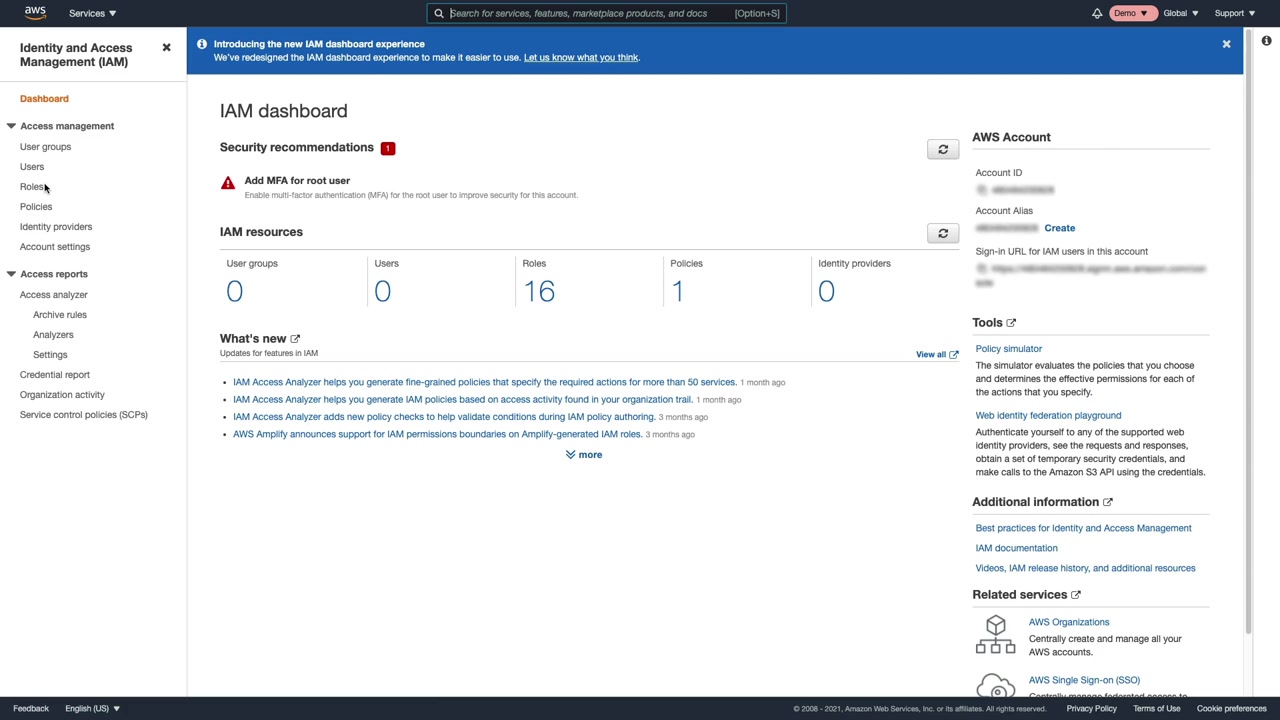 aws
Services
Search for services, features, marketplace products, and docs
[Option+S]
Demo
Global
Support
Identity and Access
Management (IAM)
Dashboard
Access management
User groups
Users
Roles
Policies
Identity providers
Account settings
Access reports
Access analyzer
Archive rules
Analyzers
Settings
Credential report
Organization activity
Service control policies (SCPs)
Introducing the new IAM dashboard experience
We've redesigned the IAM dashboard experience to make it easier to use. Let us know what you think.
IAM dashboard
Security recommendations 1
Add MFA for root user
Enable multi-factor authentication (MFA) for the root user to improve security for this account.
IAM resources
User groups
0
Users
0
Roles
16
Policies
1
Identity providers
0
What's new
Updates for features in IAM
View all
IAM Access Analyzer helps you generate fine-grained policies that specify the required actions for more than 50 services. 1 month ago
IAM Access Analyzer helps you generate IAM policies based on access activity found in your organization trail. 1 month ago
IAM Access Analyzer adds new policy checks to help validate conditions during IAM policy authoring. 3 months ago
AWS Amplify announces support for IAM permissions boundaries on Amplify-generated IAM roles. 3 months ago
more
AWS Account
Account ID
Account Alias
Create
Sign-in URL for IAM users in this account
Tools
Policy simulator
The simulator evaluates the policies that you choose
and determines the effective permissions for each of
the actions that you specify.
Web identity federation playground
Authenticate yourself to any of the supported web
identity providers, see the requests and responses,
obtain a set of temporary security credentials, and
make calls to the Amazon S3 API using the credentials.
Additional information
Best practices for Identity and Access Management
IAM documentation
Videos, IAM release history, and additional resources
Related services
AWS Organizations
Centrally create and manage all your
AWS accounts.
AWS Single Sign-on (SSO)
Centrally manage federated access to
Feedback
English (US)
© 2008 - 2021, Amazon Web Services, Inc. or its affiliates. All rights reserved.
Privacy Policy
Terms of Use
Cookie preferences